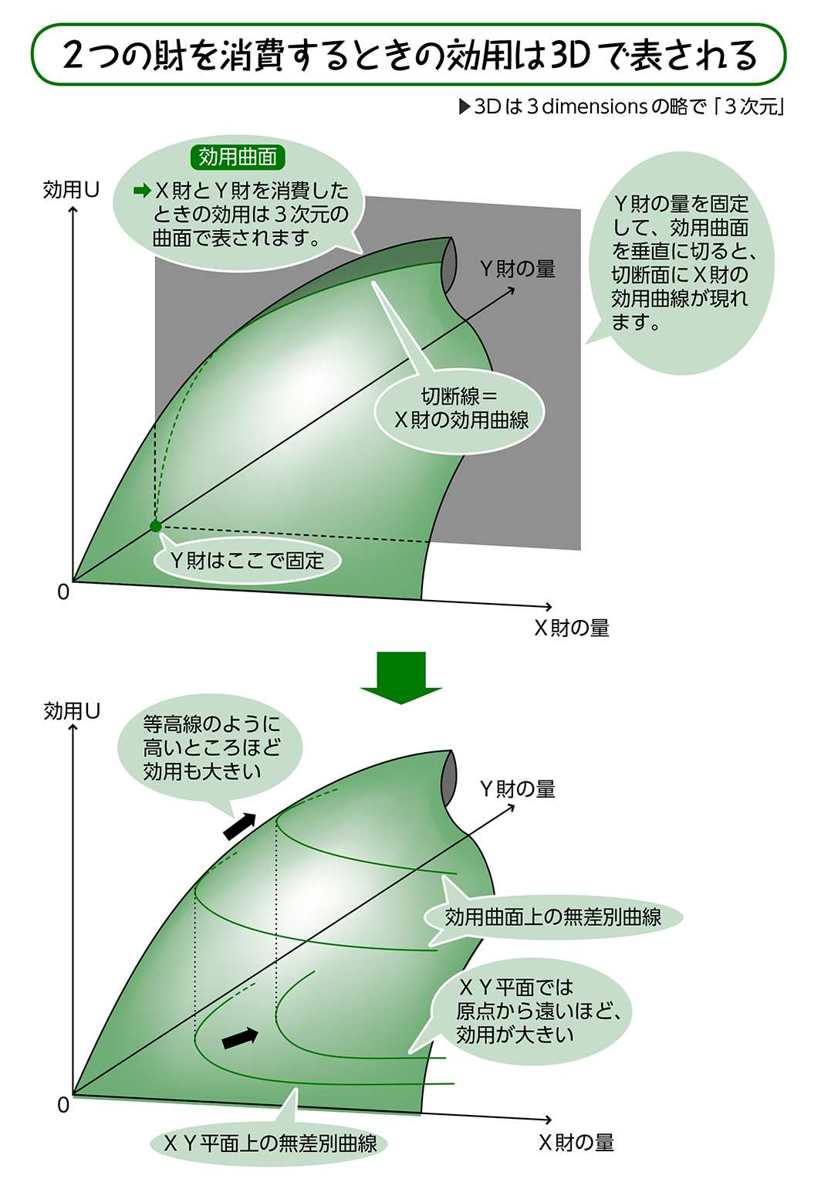 2つの財を消費するときの効用は3Dで表される
▶3Dは3dimensionsの略で「3次元」
効用曲面
➡X財とY財を消費した
ときの効用は3次元の
曲面で表されます。
効用U
Y財の量を固定
して、効用曲面
を垂直に切ると、
切断面にX財の
効用曲線が現れ
ます。
Y財の量
切断線＝
X財の効用曲線
Y財はここで固定
0
X財の量
効用U
等高線のように
高いところほど
効用も大きい
Y財の量
効用曲面上の無差別曲線
XY平面では
原点から遠いほど、
効用が大きい
0
XY平面上の無差別曲線
X財の量